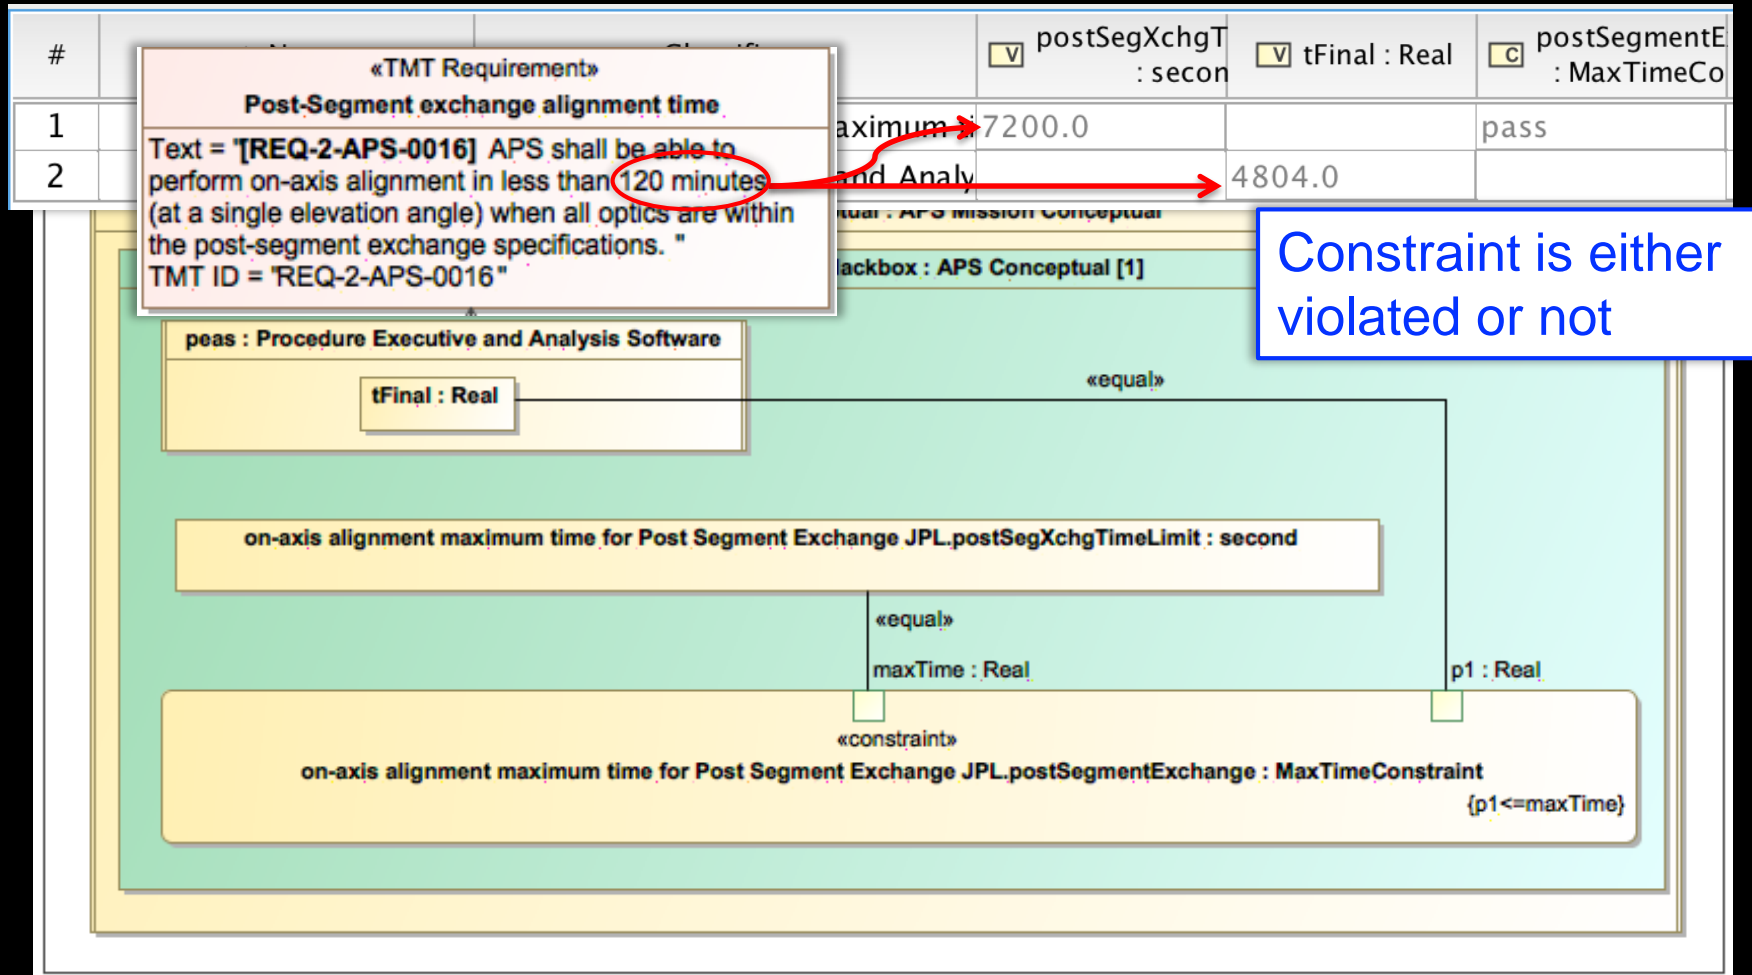 #
postSegXchgT
: secon
V
tFinal : Real
V
C
postSegmentE
: MaxTimeCo
1
aximum
7200.0
pass
2
and Analy
4804.0
«TMT Requirement»
Post-Segment exchange alignment time
Text = "[REQ-2-APS-0016] APS shall be able to
perform on-axis alignment in less than 120 minutes
(at a single elevation angle) when all optics are within
the post-segment exchange specifications. "
TMT ID = "REQ-2-APS-0016"
Constraint is either
violated or not
tual : APS Mission Conceptual
lackbox : APS Conceptual [1]
peas : Procedure Executive and Analysis Software
tFinal : Real
«equal»
on-axis alignment maximum time for Post Segment Exchange JPL.postSegXchgTimeLimit : second
«equal»
maxTime : Real
p1 : Real
«constraint»
on-axis alignment maximum time for Post Segment Exchange JPL.postSegmentExchange : MaxTimeConstraint
{p1<=maxTime}